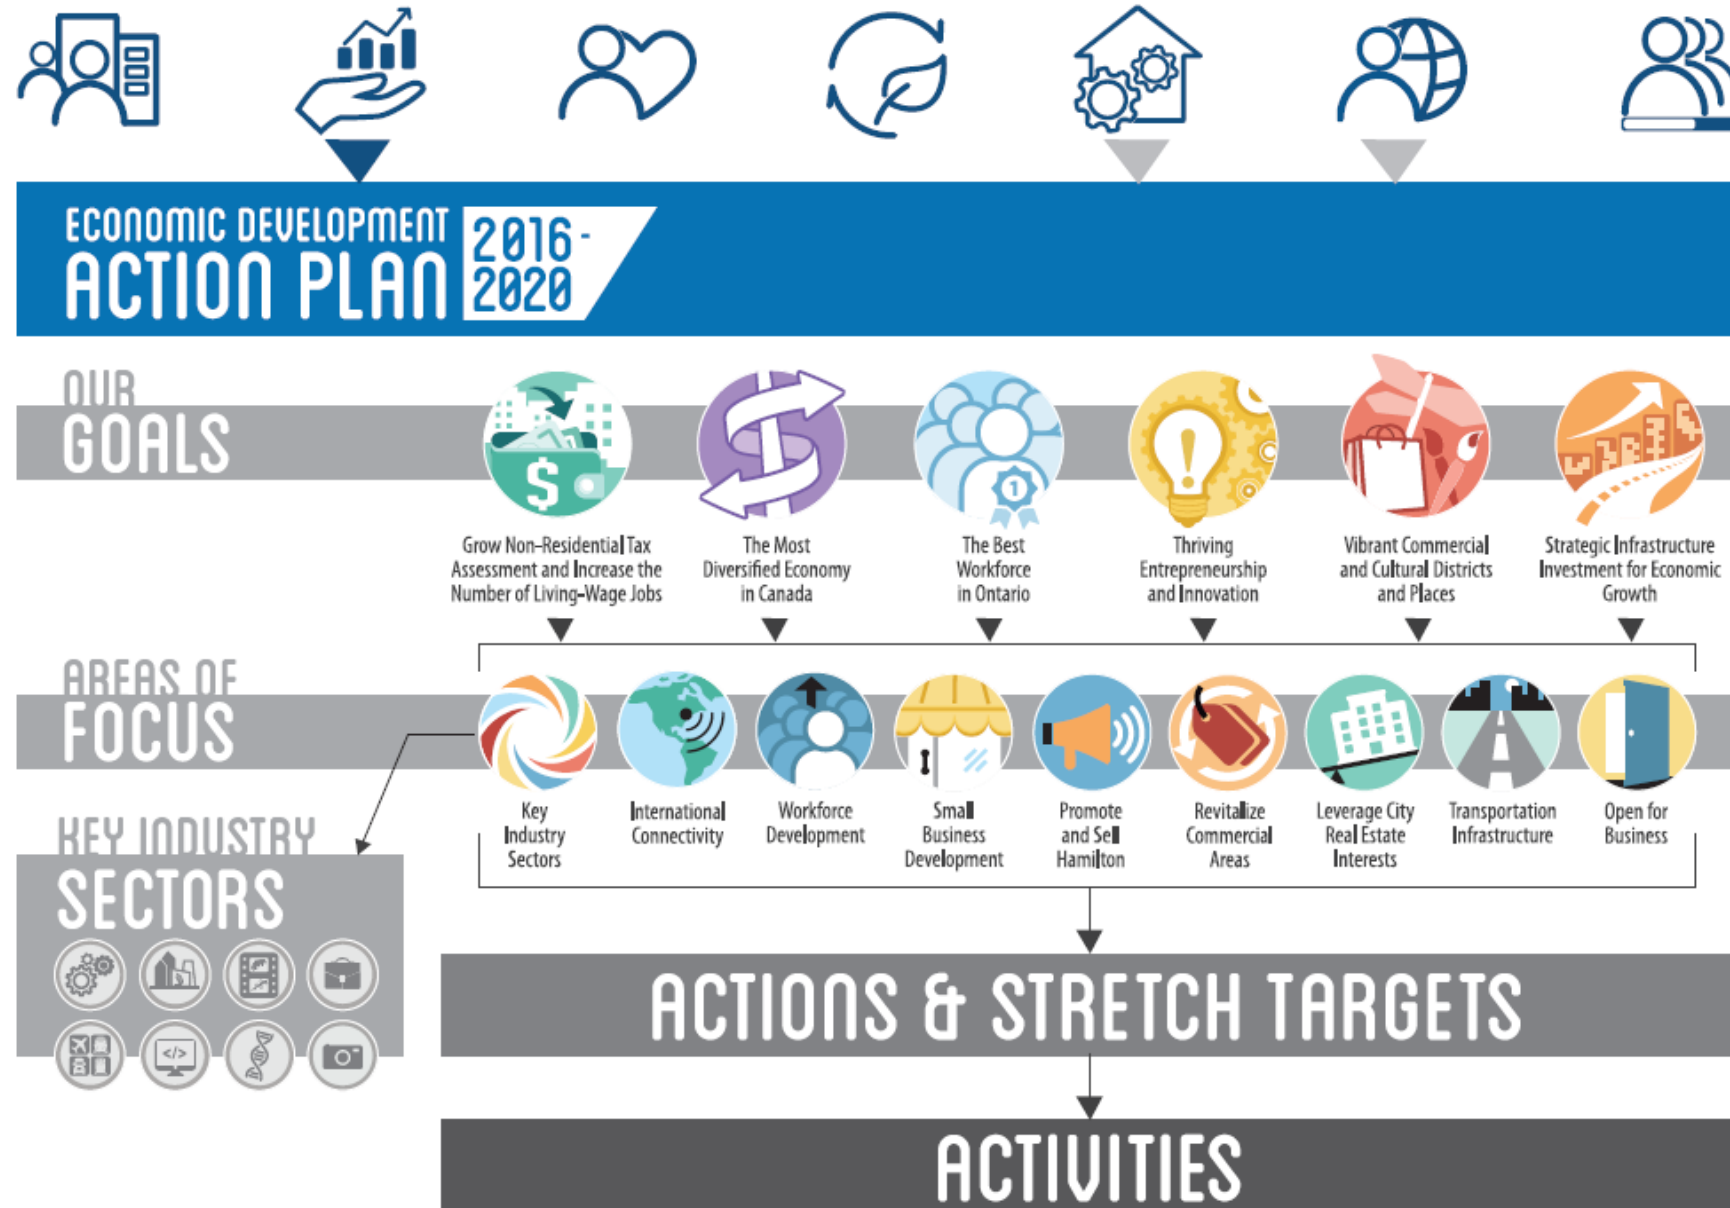 ECONOMIC DEVELOPMENT
ACTION PLAN
2016-
2020
OUR
GOALS
$
1
Grow Non-Residential Tax
Assessment and Increase the
Number of Living-Wage Jobs
The Most
Diversified Economy
in Canada
The Best
Workforce
in Ontario
Thriving
Entrepreneurship
and Innovation
Vibrant Commercial
and Cultural Districts
and Places
Strategic Infrastructure
Investment for Economic
Growth
AREAS OF
FOCUS
Key
Industry
Sectors
International
Connectivity
Workforce
Development
Small
Business
Development
Promote
and Sell
Hamilton
Revitalize
Commercial
Areas
Leverage City
Real Estate
Interests
Transportation
Infrastructure
Open for
Business
KEY INDUSTRY
SECTORS
</>
ACTIONS & STRETCH TARGETS
ACTIVITIES